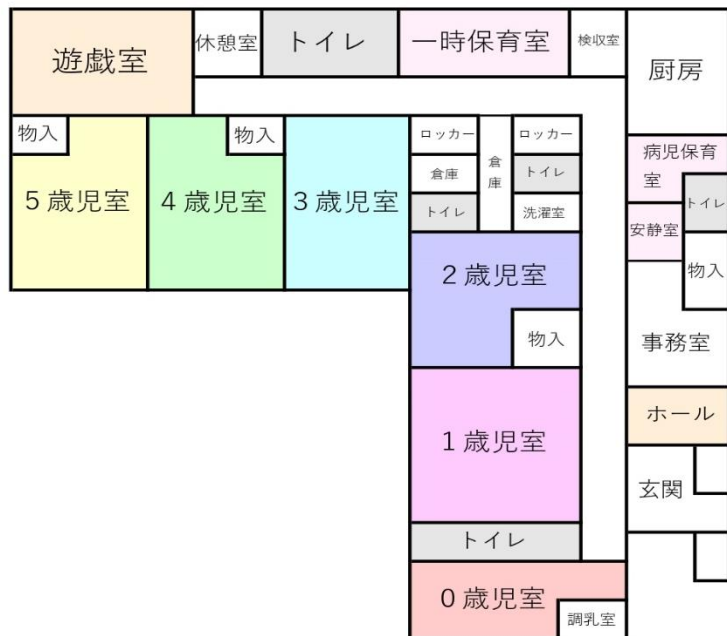 遊戯室
休憩室
トイレ
一時保育室
検収室
厨房
物入
物入
５歳児室
４歳児室
３歳児室
ロッカー
倉庫
ロッカー
倉庫
トイレ
トイレ
洗濯室
病児保育
室
トイレ
安静室
物入
２歳児室
物入
事務室
１歳児室
ホール
玄関
トイレ
０歳児室
調乳室